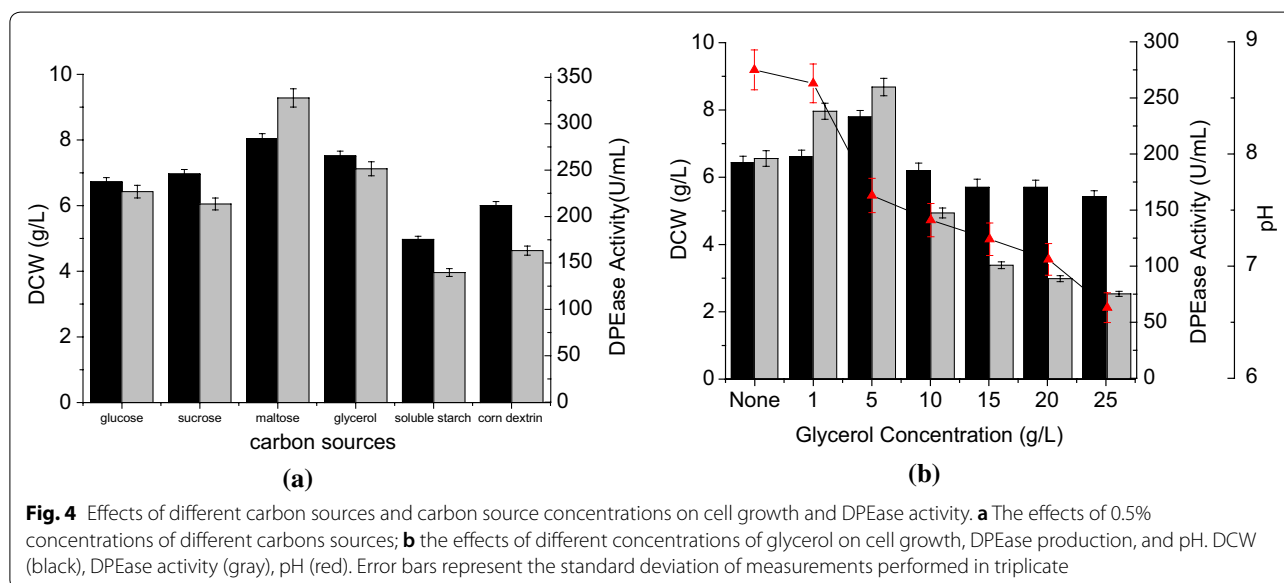 10
8
6
4
2
0
DCW (g/L)
350
300
250
200
150
100
50
0
DPEase Activity(U/mL)
glucose sucrose maltose glycerol soluble starch corn dextrin
carbon sources
(a)
10
8
6
4
2
0
DCW (g/L)
300
250
200
150
100
50
0
DPEase Activity (U/mL)
9
8
7
6
pH
None 1 5 10 15 20 25
Glycerol Concentration (g/L)
(b)
Fig. 4 Effects of different carbon sources and carbon source concentrations on cell growth and DPEase activity. a The effects of 0.5%
concentrations of different carbons sources; b the effects of different concentrations of glycerol on cell growth, DPEase production, and pH. DCW
(black), DPEase activity (gray), pH (red). Error bars represent the standard deviation of measurements performed in triplicate